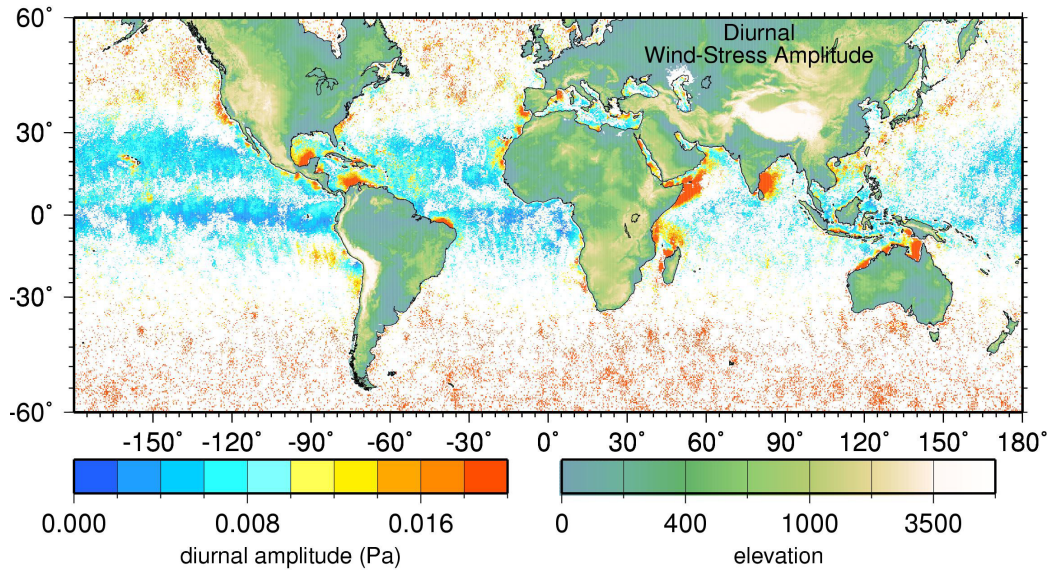 Diurnal
Wind-Stress Amplitude
60°
30°
0°
-30°
-60°
-150° -120° -90° -60° -30° 0° 30° 60° 90° 120° 150° 180°
0.000 0.008 0.016
diurnal amplitude (Pa)
0 400 1000 3500
elevation